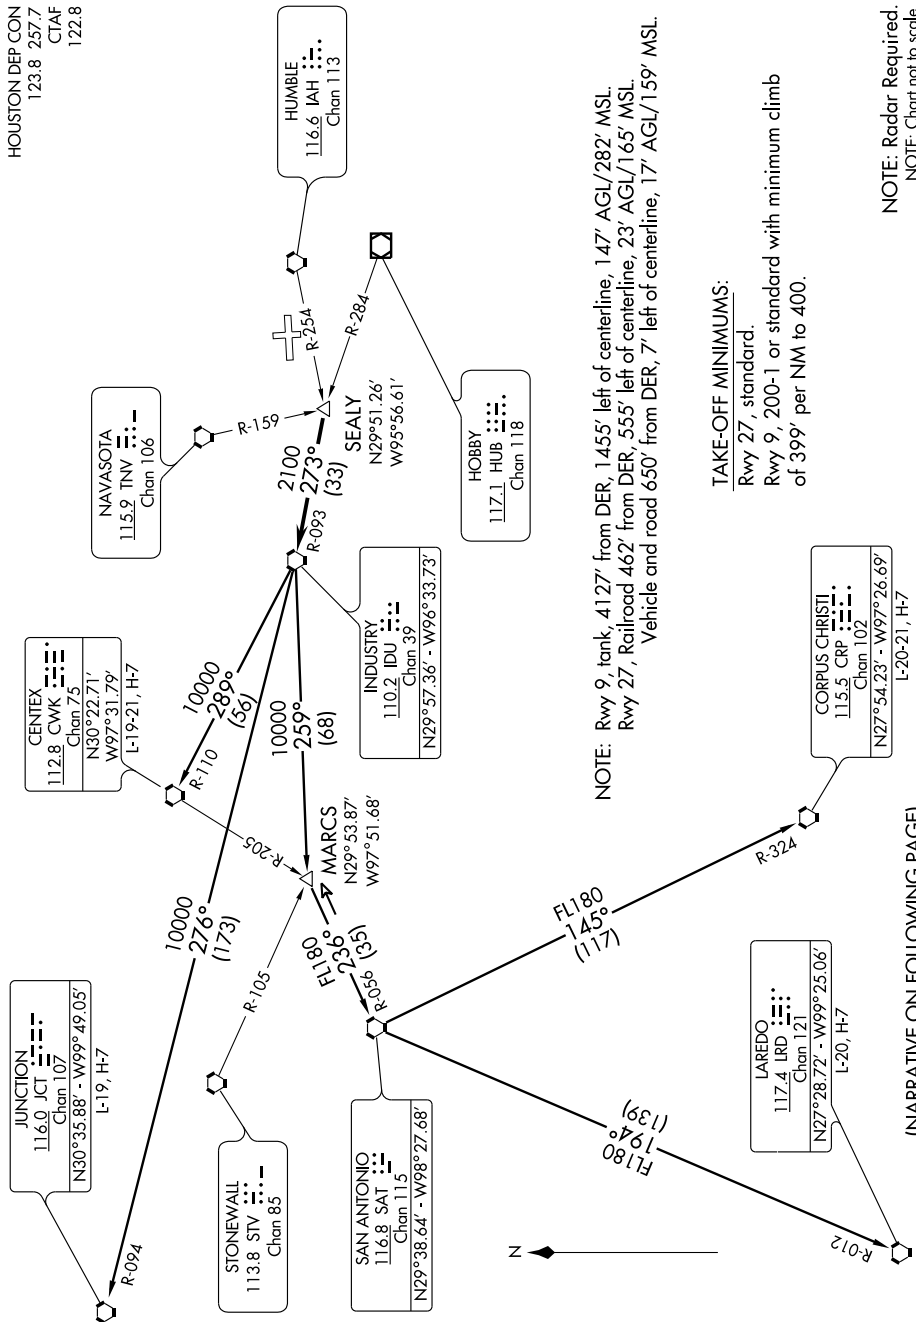 HOUSTON DEP CON
123.8 257.7
CTAF
122.8
JUNCTION
116.0 JCT
Chan 107
N30°35.88' - W99°49.05'
L-19, H-7
R-094
10000
276°
(173)
CENTEX
112.8 CWK
Chan 75
N30°22.71'
W97°31.79'
L-19-21, H-7
R-110
10000
289°
(56)
NAVASOTA
115.9 TNV
Chan 106
R-159
HUMBLE
116.6 IAH
Chan 113
R-254
STONEWALL
113.8 STV
Chan 85
R-105
R-205
MARCS
N29°53.87'
W97°51.68'
10000
259°
(68)
R-093
2100
273°
(33)
SEALY
N29°51.26'
W95°56.61'
R-284
INDUSTRY
110.2 IDU
Chan 39
N29°57.36' - W96°33.73'
HOBBY
117.1 HUB
Chan 118
SAN ANTONIO
116.8 SAT
Chan 115
N29°38.64' - W98°27.68'
R-056
FL180
236°
(35)
N
FL180
194°
(139)
R-012
LAREDO
117.4 LRD
Chan 121
N27°28.72' - W99°25.06'
L-20, H-7
FL180
145°
(117)
R-324
CORPUS CHRISTI
115.5 CRP
Chan 102
N27°54.23' - W97°26.69'
L-20-21, H-7
NOTE: Rwy 9, tank, 4127' from DER, 1455' left of centerline, 147' AGL/282' MSL.
Rwy 27, Railroad 462' from DER, 555' left of centerline, 23' AGL/165' MSL.
Vehicle and road 650' from DER, 7' left of centerline, 17' AGL/159' MSL.
TAKE-OFF MINIMUMS:
Rwy 27, standard.
Rwy 9, 200-1 or standard with minimum climb
of 399' per NM to 400.
(NARRATIVE ON FOLLOWING PAGE)
NOTE: Radar Required.
NOTE: Chart not to scale